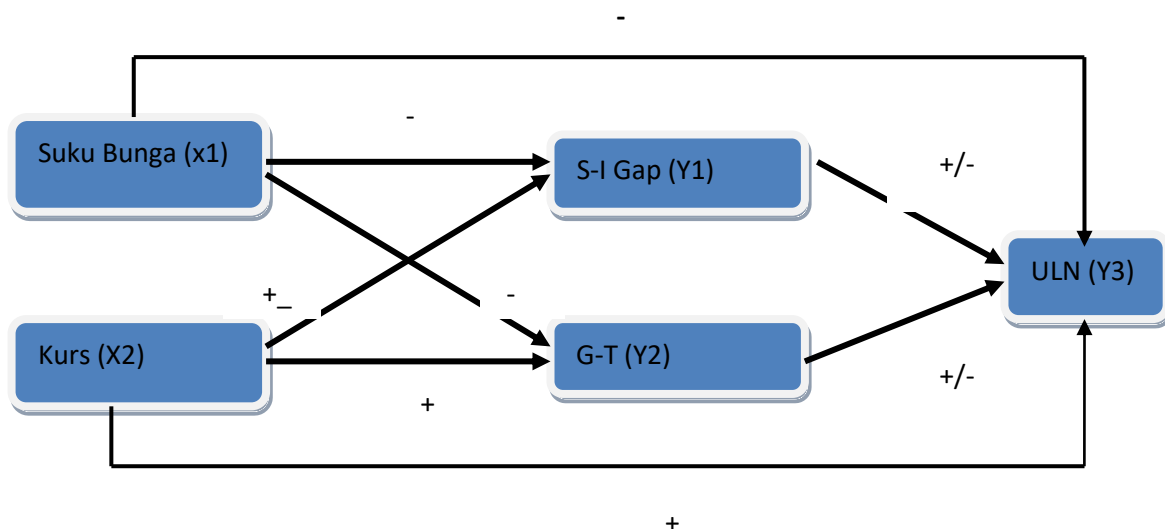 -
Suku Bunga (x1)
-
S-I Gap (Y1)
+/-
ULN (Y3)
+_
-
Kurs (X2)
G-T (Y2)
+/-
+
+